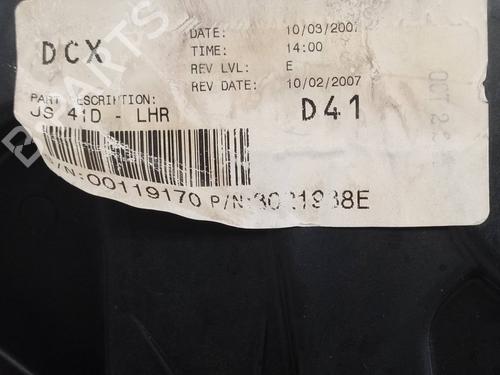 DCX
DATE: 10/03/2007
TIME: 14:00
REV LVL: E
REV DATE: 10/02/2007
PART DESCRIPTION:
JS 41D - LHR
D41
S/N:00119170 P/N: